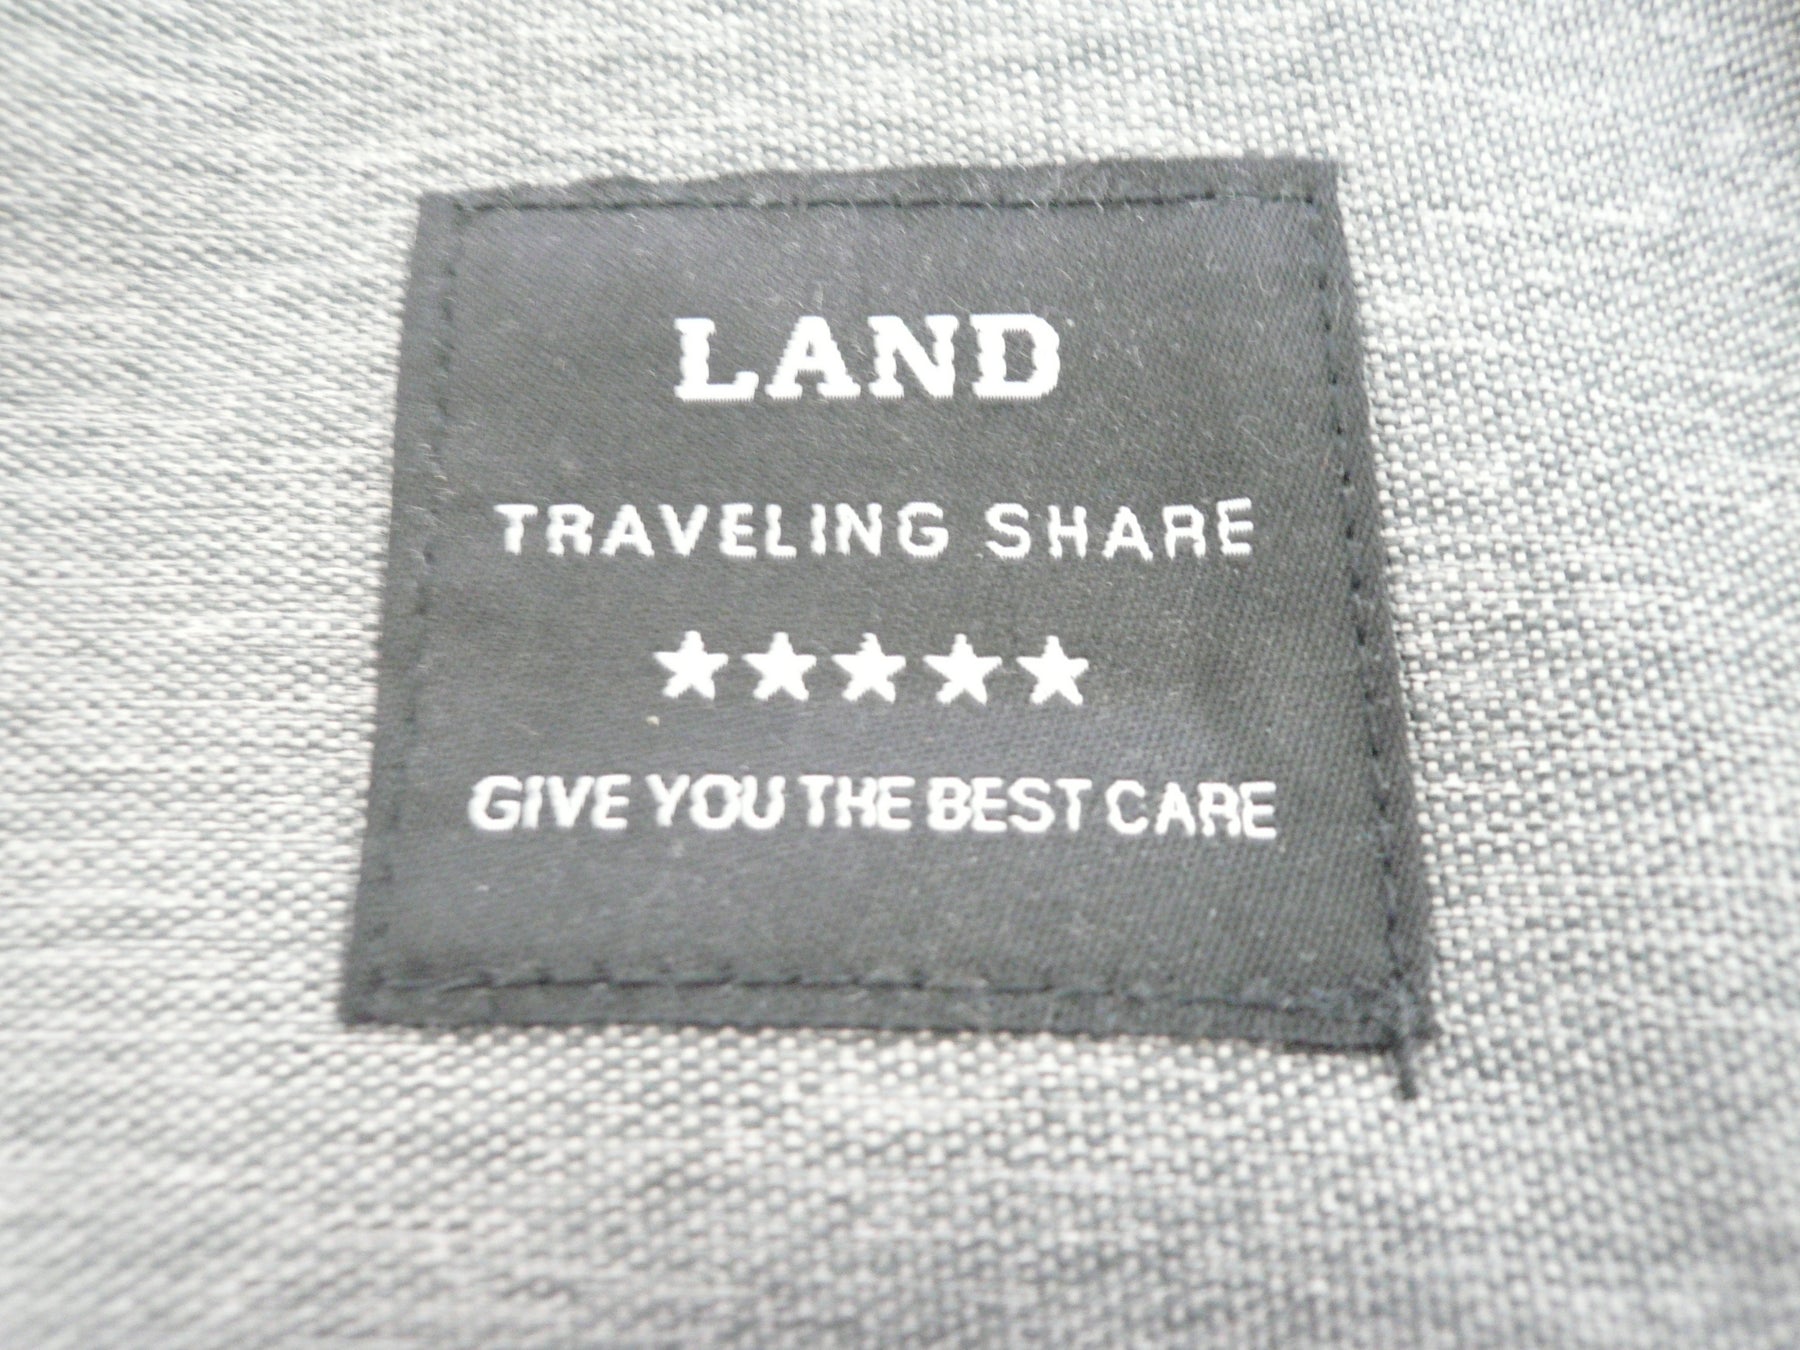 LAND
TRAVELING SHARE
★★★★★
GIVE YOU THE BEST CARE